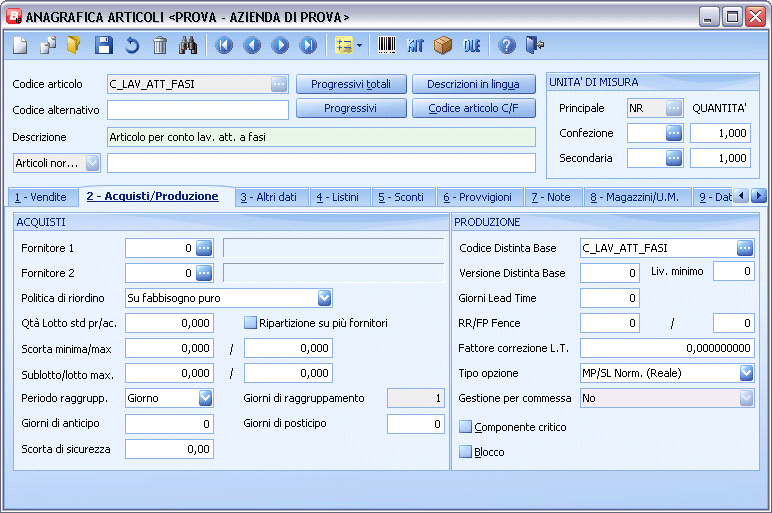 ANAGRAFICA ARTICOLI <PROVA - AZIENDA DI PROVA>
KIT DLE
Codice articolo C_LAV_ATT_FASI Progressivi totali Descrizioni in lingua
Codice alternativo Progressivi Codice articolo C/F
Descrizione Articolo per conto lav. att. a fasi
Articoli nor...
UNITA' DI MISURA
Principale NR QUANTITA'
Confezione 1,000
Secondaria 1,000
1 - Vendite 2 - Acquisti/Produzione 3 - Altri dati 4 - Listini 5 - Sconti 6 - Provvigioni 7 - Note 8 - Magazzini/U.M. 9 - Dat
ACQUISTI
Fornitore 1 0
Fornitore 2 0
Politica di riordino Su fabbisogno puro
Qtà Lotto std pr/ac. 0,000 Ripartizione su più fornitori
Scorta minima/max 0,000 / 0,000
Sublotto/lotto max. 0,000 / 0,000
Periodo raggrupp. Giorno Giorni di raggruppamento 1
Giorni di anticipo 0 Giorni di posticipo 0
Scorta di sicurezza 0,00
PRODUZIONE
Codice Distinta Base C_LAV_ATT_FASI
Versione Distinta Base 0 Liv. minimo 0
Giorni Lead Time 0
RR/FP Fence 0 / 0
Fattore correzione L.T. 0,000000000
Tipo opzione MP/SL Norm. (Reale)
Gestione per commessa No
Componente critico
Blocco